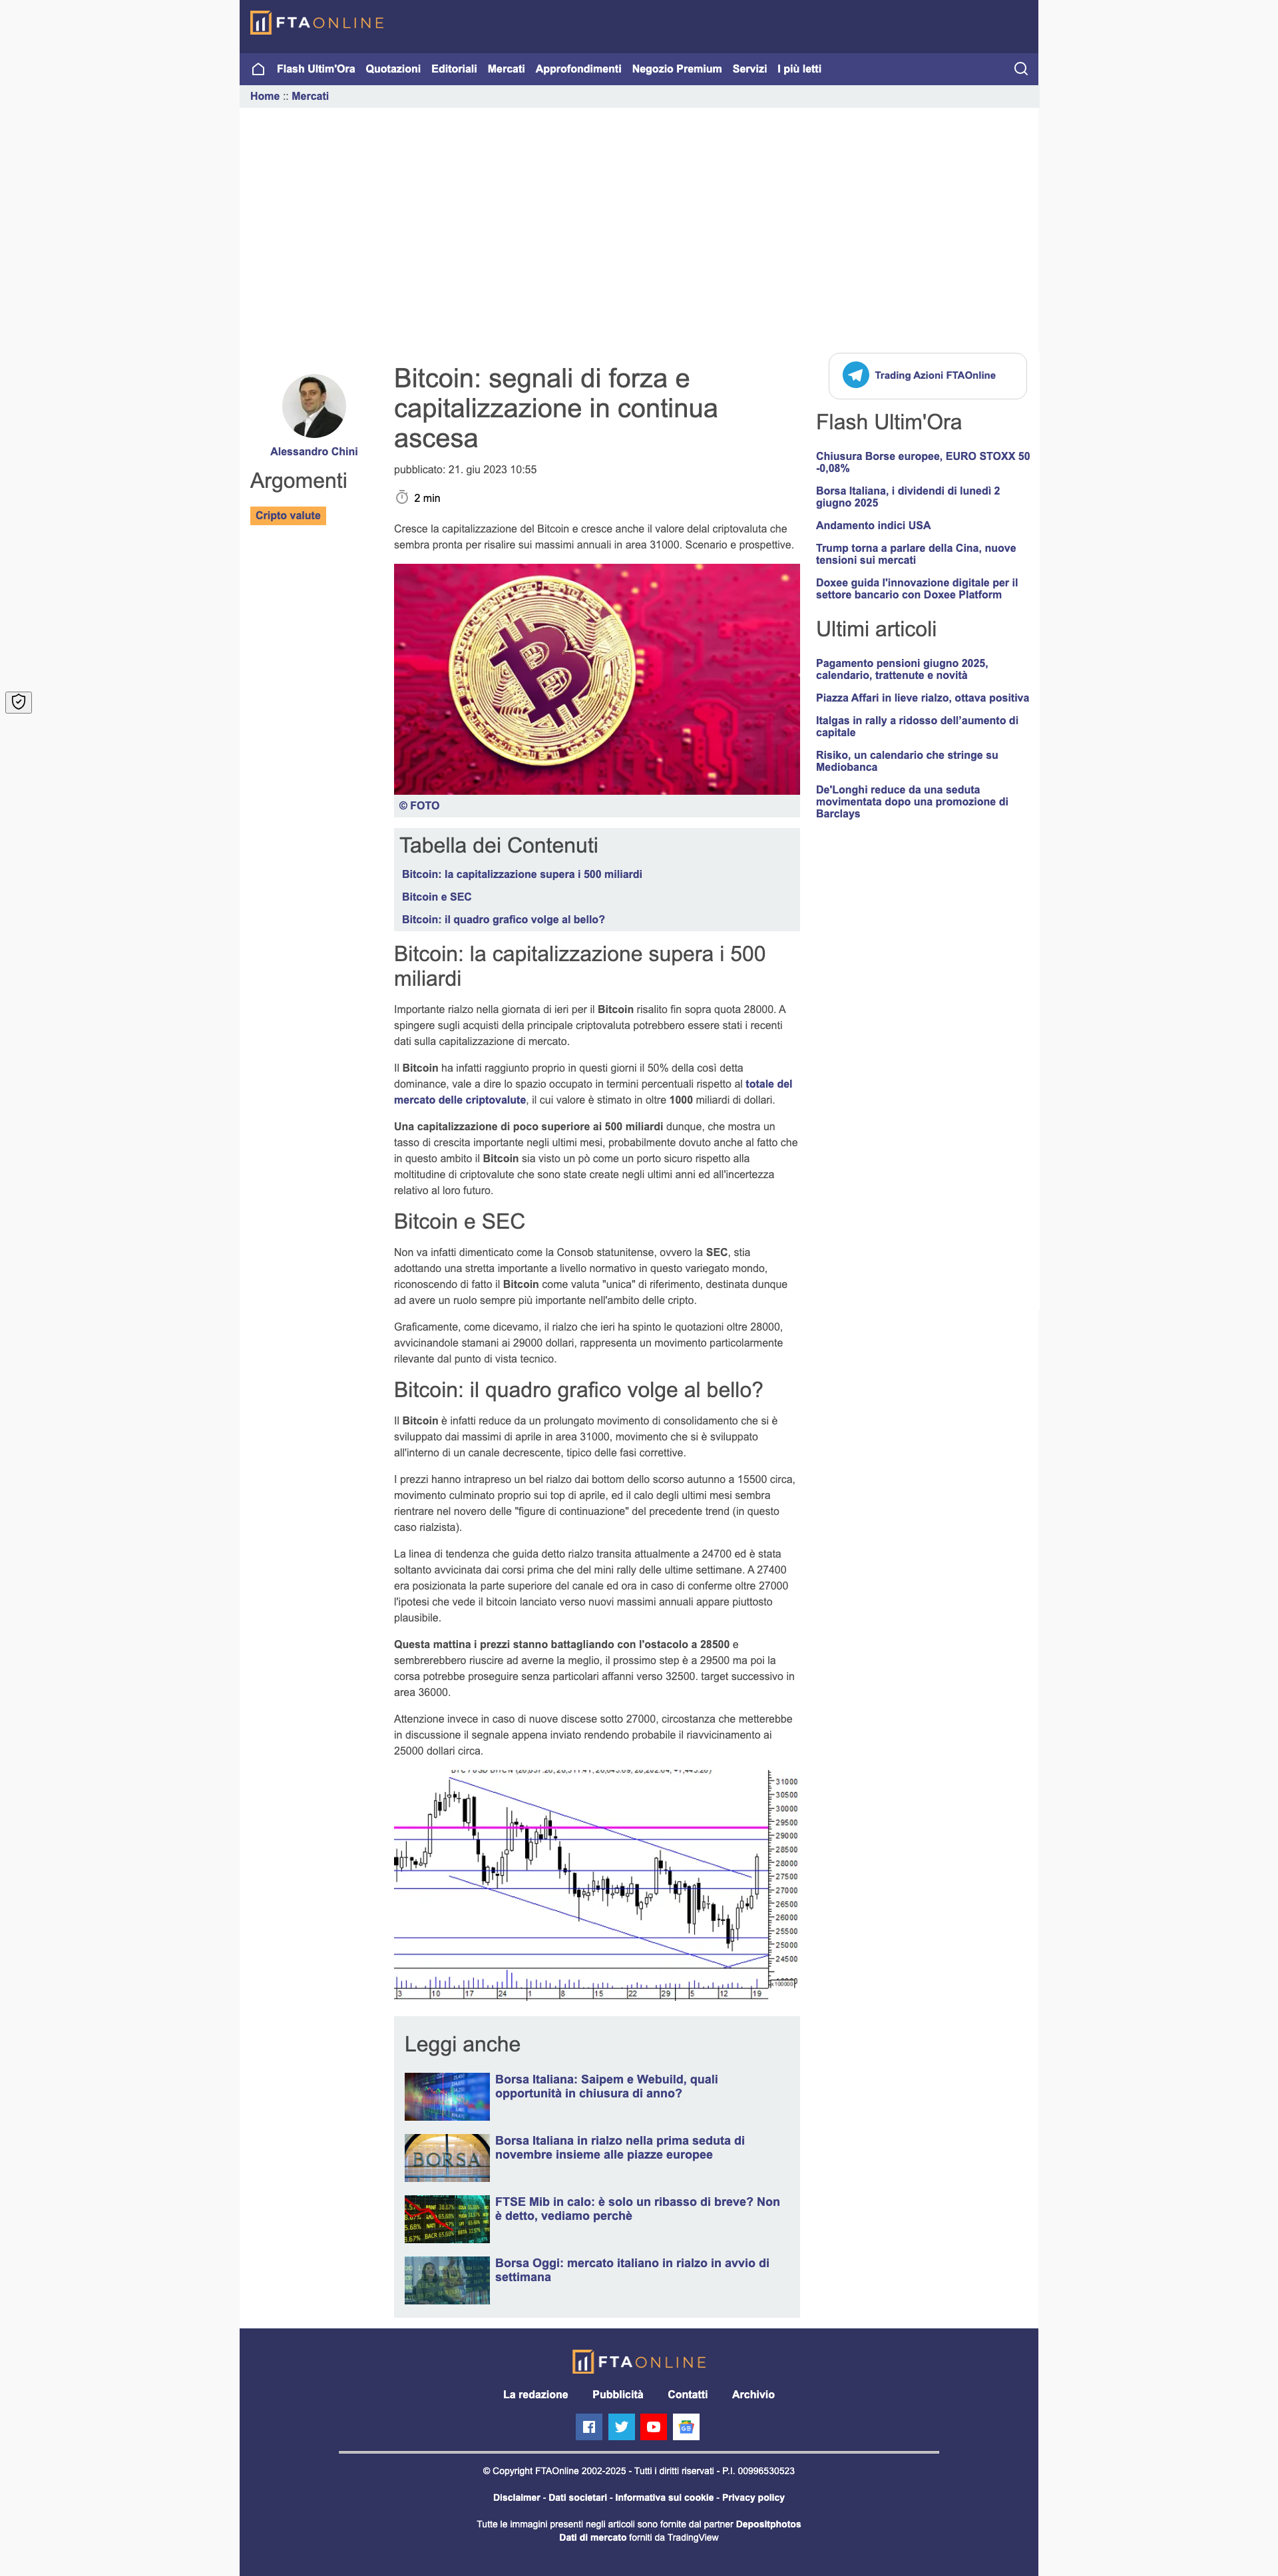 FTAONLINE
Flash Ultim'Ora Quotazioni Editoriali Mercati Approfondimenti Negozio Premium Servizi I più letti
Home :: Mercati
Alessandro Chini
Argomenti
Cripto valute
Bitcoin: segnali di forza e
capitalizzazione in continua
ascesa
pubblicato: 21. giu 2023 10:55
2 min
Cresce la capitalizzazione del Bitcoin e cresce anche il valore delal criptovaluta che
sembra pronta per risalire sui massimi annuali in area 31000. Scenario e prospettive.
© FOTO
Tabella dei Contenuti
Bitcoin: la capitalizzazione supera i 500 miliardi
Bitcoin e SEC
Bitcoin: il quadro grafico volge al bello?
Bitcoin: la capitalizzazione supera i 500
miliardi
Importante rialzo nella giornata di ieri per il Bitcoin risalito fin sopra quota 28000. A
spingere sugli acquisti della principale criptovaluta potrebbero essere stati i recenti
dati sulla capitalizzazione di mercato.
Il Bitcoin ha infatti raggiunto proprio in questi giorni il 50% della così detta
dominance, vale a dire lo spazio occupato in termini percentuali rispetto al totale del
mercato delle criptovalute, il cui valore è stimato in oltre 1000 miliardi di dollari.
Una capitalizzazione di poco superiore ai 500 miliardi dunque, che mostra un
tasso di crescita importante negli ultimi mesi, probabilmente dovuto anche al fatto che
in questo ambito il Bitcoin sia visto un pò come un porto sicuro rispetto alla
moltitudine di criptovalute che sono state create negli ultimi anni ed all'incertezza
relativo al loro futuro.
Bitcoin e SEC
Non va infatti dimenticato come la Consob statunitense, ovvero la SEC, stia
adottando una stretta importante a livello normativo in questo variegato mondo,
riconoscendo di fatto il Bitcoin come valuta "unica" di riferimento, destinata dunque
ad avere un ruolo sempre più importante nell'ambito delle cripto.
Graficamente, come dicevamo, il rialzo che ieri ha spinto le quotazioni oltre 28000,
avvicinandole stamani ai 29000 dollari, rappresenta un movimento particolarmente
rilevante dal punto di vista tecnico.
Bitcoin: il quadro grafico volge al bello?
Il Bitcoin è infatti reduce da un prolungato movimento di consolidamento che si è
sviluppato dai massimi di aprile in area 31000, movimento che si è sviluppato
all'interno di un canale decrescente, tipico delle fasi correttive.
I prezzi hanno intrapreso un bel rialzo dai bottom dello scorso autunno a 15500 circa,
movimento culminato proprio sui top di aprile, ed il calo degli ultimi mesi sembra
rientrare nel novero delle "figure di continuazione" del precedente trend (in questo
caso rialzista).
La linea di tendenza che guida detto rialzo transita attualmente a 24700 ed è stata
soltanto avvicinata dai corsi prima che del mini rally delle ultime settimane. A 27400
era posizionata la parte superiore del canale ed ora in caso di conferme oltre 27000
l'ipotesi che vede il bitcoin lanciato verso nuovi massimi annuali appare piuttosto
plausibile.
Questa mattina i prezzi stanno battagliando con l'ostacolo a 28500 e
sembrerebbero riuscire ad averne la meglio, il prossimo step è a 29500 ma poi la
corsa potrebbe proseguire senza particolari affanni verso 32500. target successivo in
area 36000.
Attenzione invece in caso di nuove discese sotto 27000, circostanza che metterebbe
in discussione il segnale appena inviato rendendo probabile il riavvicinamento ai
25000 dollari circa.
31000
30500
30000
29500
29000
28500
28000
27500
27000
26500
26000
25500
25000
24500
3 10 17 24 1 8 15 22 29 5 12 19
Leggi anche
Borsa Italiana: Saipem e Webuild, quali
opportunità in chiusura di anno?
BORSA
Borsa Italiana in rialzo nella prima seduta di
novembre insieme alle piazze europee
FTSE Mib in calo: è solo un ribasso di breve? Non
è detto, vediamo perchè
Borsa Oggi: mercato italiano in rialzo in avvio di
settimana
Trading Azioni FTAOnline
Flash Ultim'Ora
Chiusura Borse europee, EURO STOXX 50
-0,08%
Borsa Italiana, i dividendi di lunedì 2
giugno 2025
Andamento indici USA
Trump torna a parlare della Cina, nuove
tensioni sui mercati
Doxee guida l'innovazione digitale per il
settore bancario con Doxee Platform
Ultimi articoli
Pagamento pensioni giugno 2025,
calendario, trattenute e novità
Piazza Affari in lieve rialzo, ottava positiva
Italgas in rally a ridosso dell'aumento di
capitale
Risiko, un calendario che stringe su
Mediobanca
De'Longhi reduce da una seduta
movimentata dopo una promozione di
Barclays
FTAONLINE
La redazione Pubblicità Contatti Archivio
© Copyright FTAOnline 2002-2025 - Tutti i diritti riservati - P.I. 00996530523
Disclaimer - Dati societari - Informativa sui cookie - Privacy policy
Tutte le immagini presenti negli articoli sono fornite dal partner Depositphotos
Dati di mercato forniti da TradingView